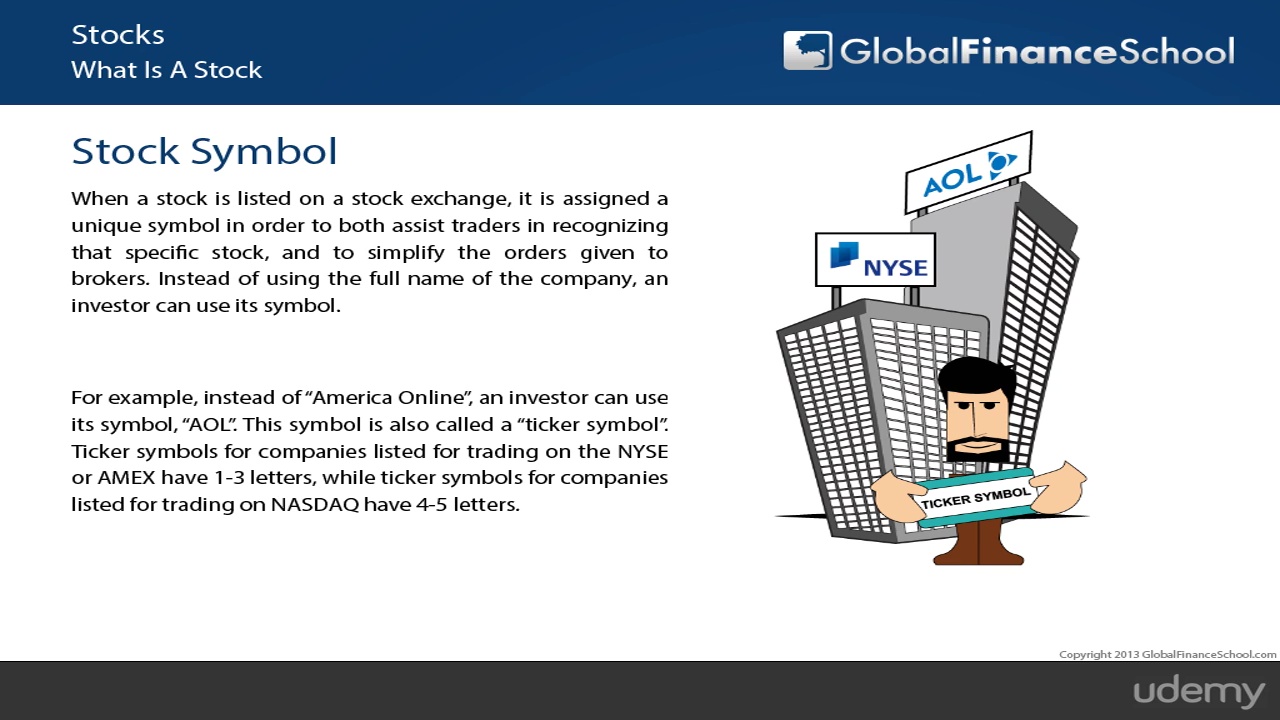 Stocks
What Is A Stock
GlobalFinanceSchool
Stock Symbol
When a stock is listed on a stock exchange, it is assigned a
unique symbol in order to both assist traders in recognizing
that specific stock, and to simplify the orders given to
brokers. Instead of using the full name of the company, an
investor can use its symbol.
For example, instead of “America Online”, an investor can use
its symbol, “AOL”. This symbol is also called a “ticker symbol”.
Ticker symbols for companies listed for trading on the NYSE
or AMEX have 1-3 letters, while ticker symbols for companies
listed for trading on NASDAQ have 4-5 letters.
AOL
NYSE
TICKER SYMBOL
Copyright 2013 GlobalFinanceSchool.com
udemy